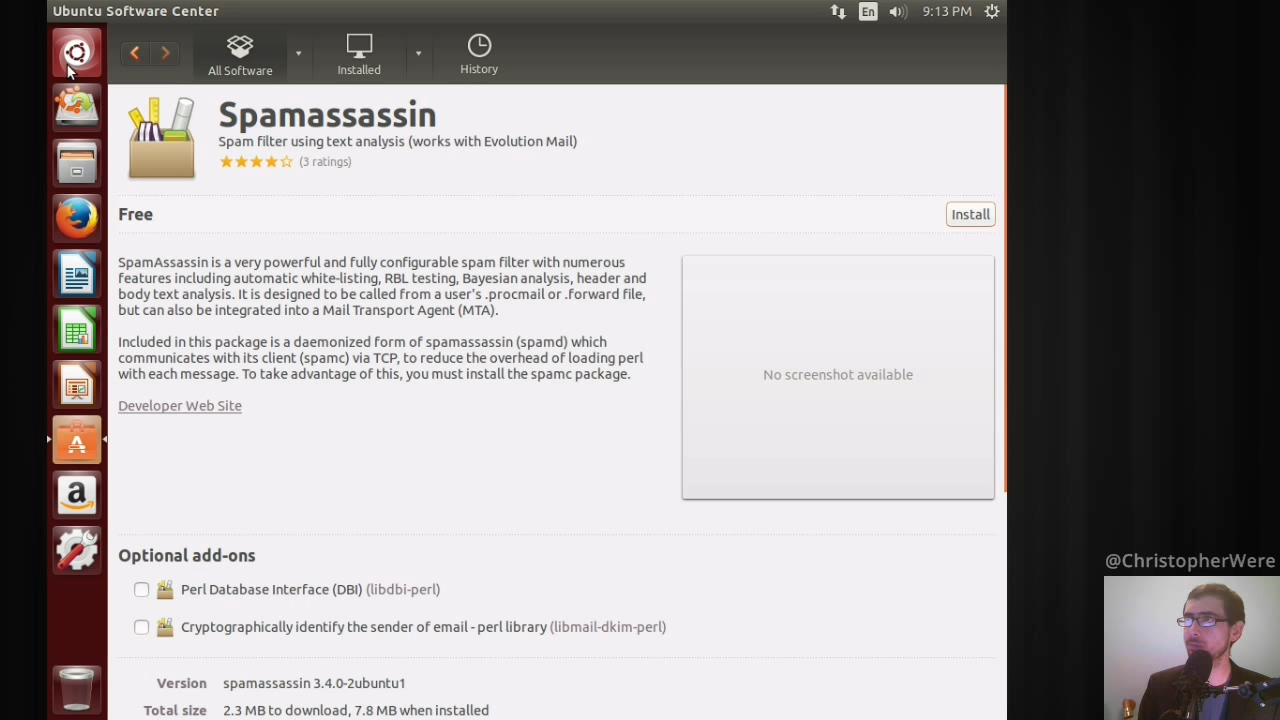 Ubuntu Software Center
En
9:13 PM
All Software
Installed
History
Spamassassin
Spam filter using text analysis (works with Evolution Mail)
(3 ratings)
Free
Install
SpamAssassin is a very powerful and fully configurable spam filter with numerous
features including automatic white-listing, RBL testing, Bayesian analysis, header and
body text analysis. It is designed to be called from a user's .procmail or .forward file,
but can also be integrated into a Mail Transport Agent (MTA).
Included in this package is a daemonized form of spamassassin (spamd) which
communicates with its client (spamc) via TCP, to reduce the overhead of loading perl
with each message. To take advantage of this, you must install the spamc package.
No screenshot available
Developer Web Site
a
Optional add-ons
Perl Database Interface (DBI) (libdbi-perl)
Cryptographically identify the sender of email - perl library (libmail-dkim-perl)
@ChristopherWere
Version spamassassin 3.4.0-2ubuntu1
Total size 2.3 MB to download, 7.8 MB when installed